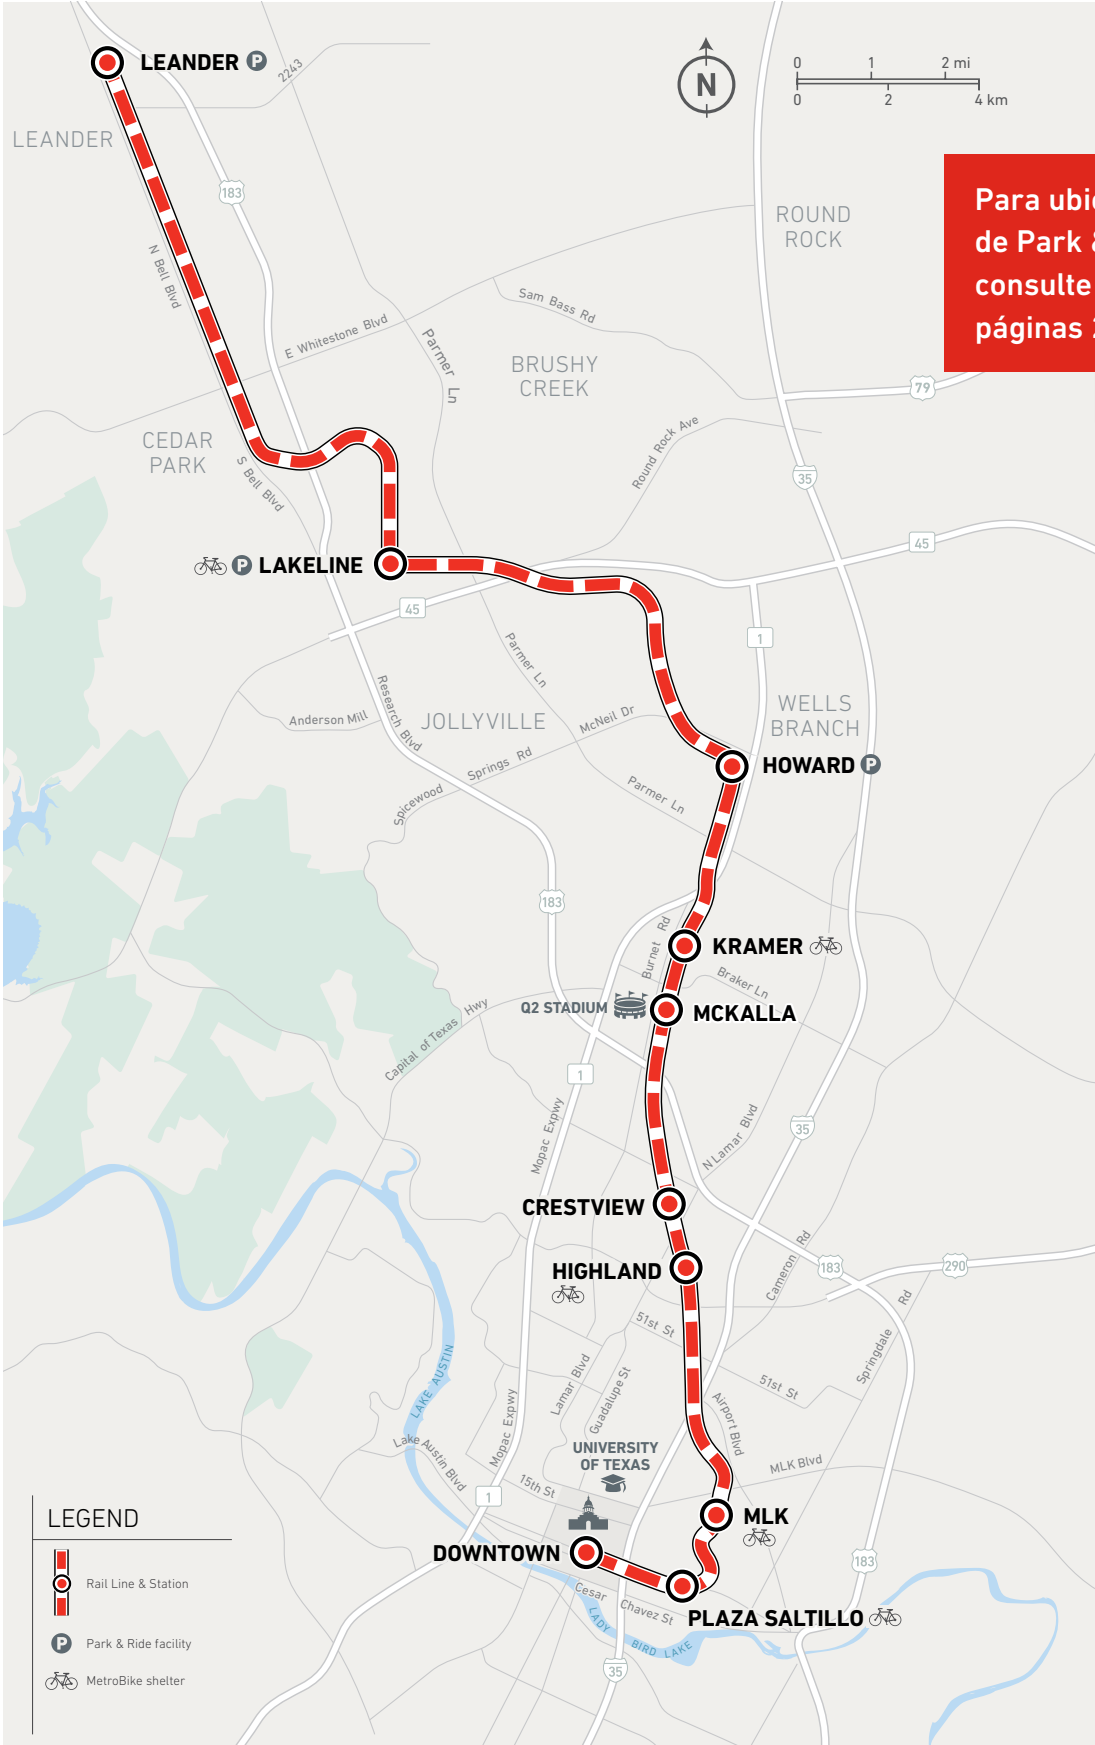 LEANDER P
2243
N
0 1 2 mi
0 2 4 km
LEANDER
183
ROUND
ROCK
Para
de Park
consulte
páginas
N Bell Blvd
Sam Bass Rd
E Whitestone Blvd
Parmer Ln
BRUSHY
CREEK
79
CEDAR
PARK
Round Rock Ave
S Bell Blvd
35
45
P LAKELINE
45
1
Parmer Ln
Research Blvd
Anderson Mill
JOLLYVILLE
McNeil Dr
WELLS
BRANCH
Springs Rd
Spicewood
HOWARD P
Parmer Ln
183
Burnet Rd
KRAMER
Braker Ln
Q2 STADIUM
MCKALLA
Capital of Texas Hwy
1
Mopac Expwy
N Lamar Blvd
35
CRESTVIEW
HIGHLAND
Cameron Rd
183
290
51st St
Springdale Rd
LAKE AUSTIN
Lamar Blvd
Guadalupe St
51st St
Airport Blvd
Mopac Expwy
Lake Austin Blvd
UNIVERSITY
OF TEXAS
MLK Blvd
15th St
1
MLK
DOWNTOWN
183
Cesar Chavez St
PLAZA SALTILLO
LADY BIRD LAKE
35
LEGEND
Rail Line & Station
P Park & Ride facility
MetroBike shelter